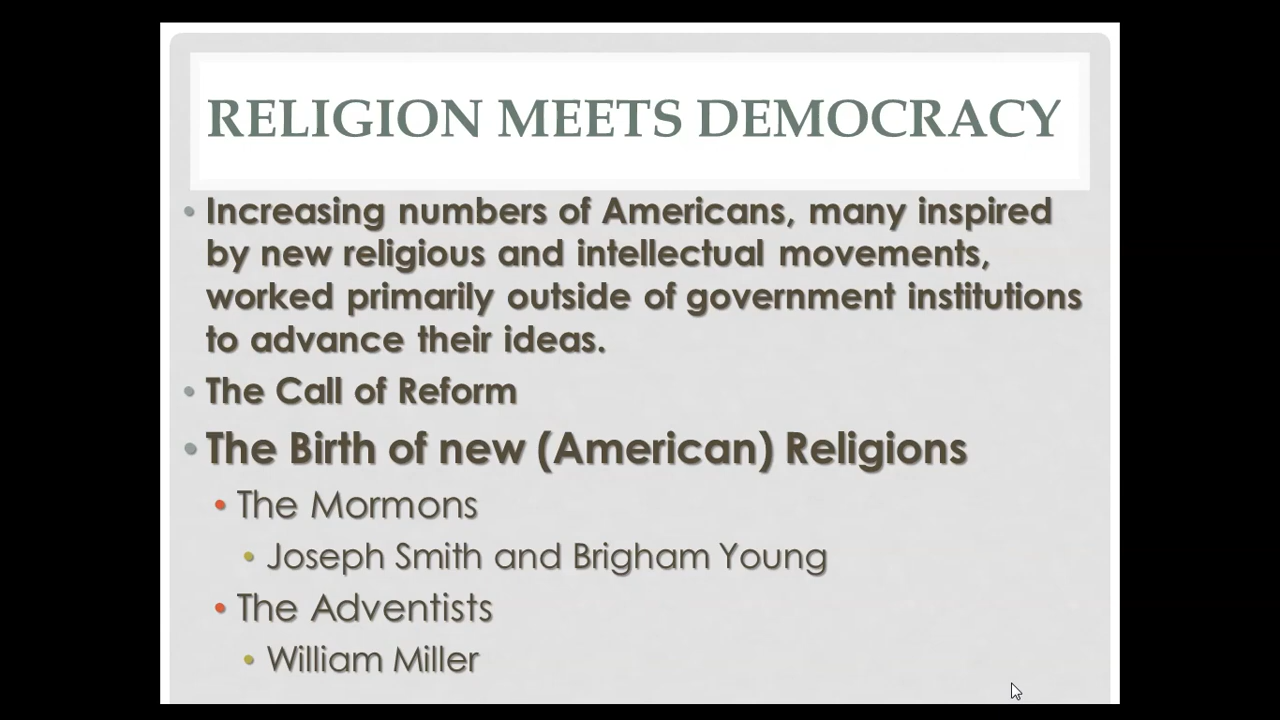 RELIGION MEETS DEMOCRACY
• Increasing numbers of Americans, many inspired
by new religious and intellectual movements,
worked primarily outside of government institutions
to advance their ideas.
• The Call of Reform
• The Birth of new (American) Religions
• The Mormons
• Joseph Smith and Brigham Young
• The Adventists
• William Miller